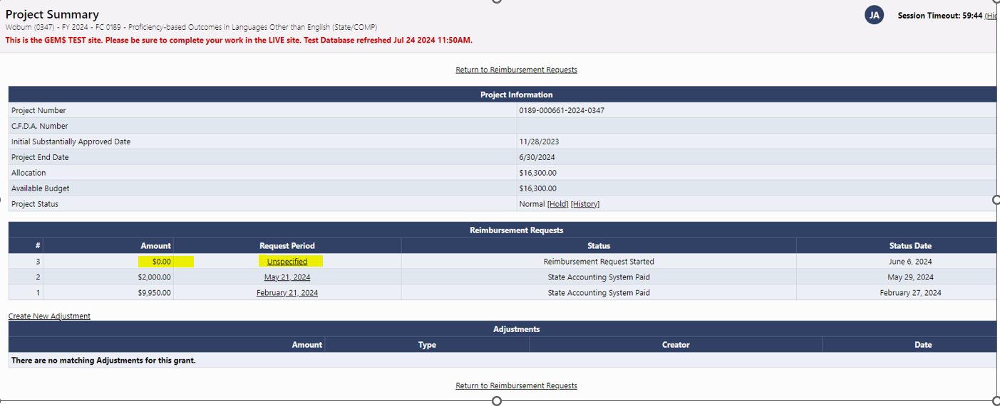 Project Summary
JA
Session Timeout: 59:44 (Hid
Woburn (0347) - FY 2024 - FC 0189 - Proficiency-based Outcomes in Languages Other than English (State/COMP)
This is the GEM$ TEST site. Please be sure to complete your work in the LIVE site. Test Database refreshed Jul 24 2024 11:50AM.
Return to Reimbursement Requests
Project Information
Project Number 0189-000661-2024-0347
C.F.D.A. Number
Initial Substantially Approved Date 11/28/2023
Project End Date 6/30/2024
Allocation $16,300.00
Available Budget $16,300.00
Project Status Normal [Hold] [History]
Reimbursement Requests
# Amount Request Period Status Status Date
3 $0.00 Unspecified Reimbursement Request Started June 6, 2024
2 $2,000.00 May 21, 2024 State Accounting System Paid May 29, 2024
1 $9,950.00 February 21, 2024 State Accounting System Paid February 27, 2024
Create New Adjustment
Adjustments
Amount Type Creator Date
There are no matching Adjustments for this grant.
Return to Reimbursement Requests